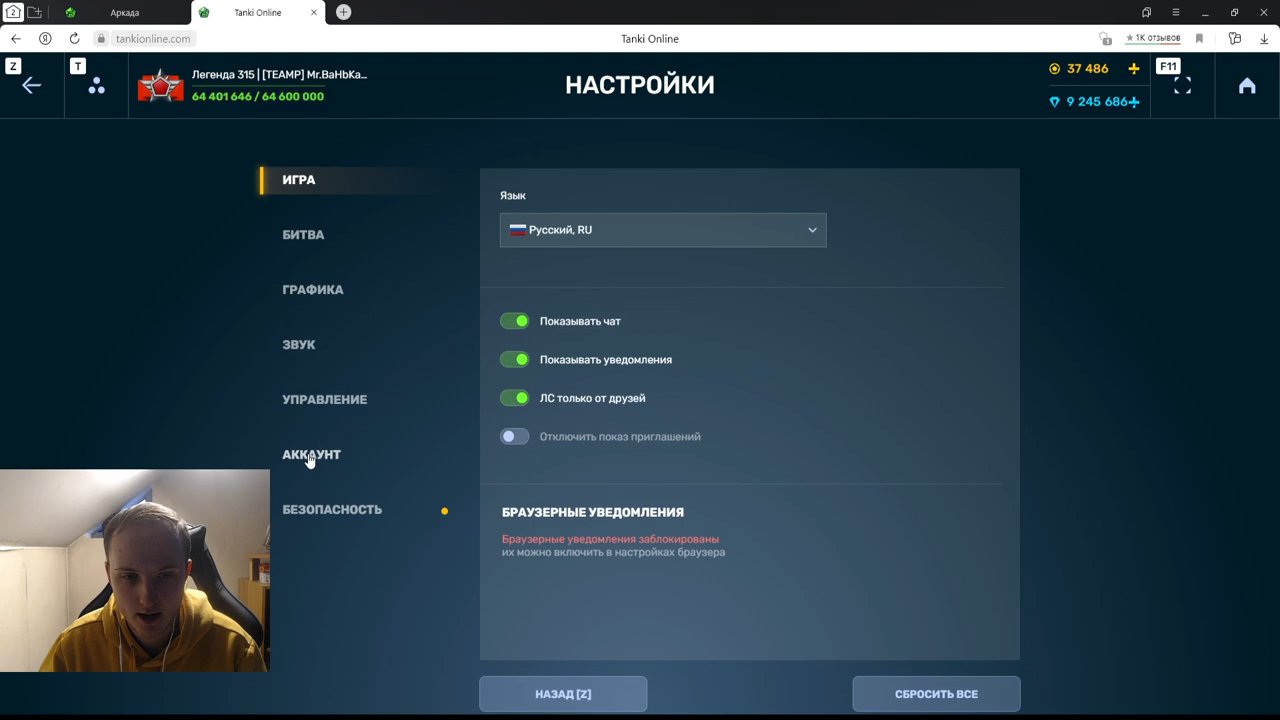 2
Аркада
Tanki Online
tankionline.com
Tanki Online
1К отзывов
Z
T
Легенда 315 | [TEAMP] Mr.BaHbKa...
64 401 646 / 64 600 000
НАСТРОЙКИ
37 486
9 245 686
F11
ИГРА
БИТВА
ГРАФИКА
ЗВУК
УПРАВЛЕНИЕ
АККАУНТ
БЕЗОПАСНОСТЬ
Язык
Русский, RU
Показывать чат
Показывать уведомления
ЛС только от друзей
Отключить показ приглашений
БРАУЗЕРНЫЕ УВЕДОМЛЕНИЯ
Браузерные уведомления заблокированы
их можно включить в настройках браузера
НАЗАД [Z]
СБРОСИТЬ ВСЕ